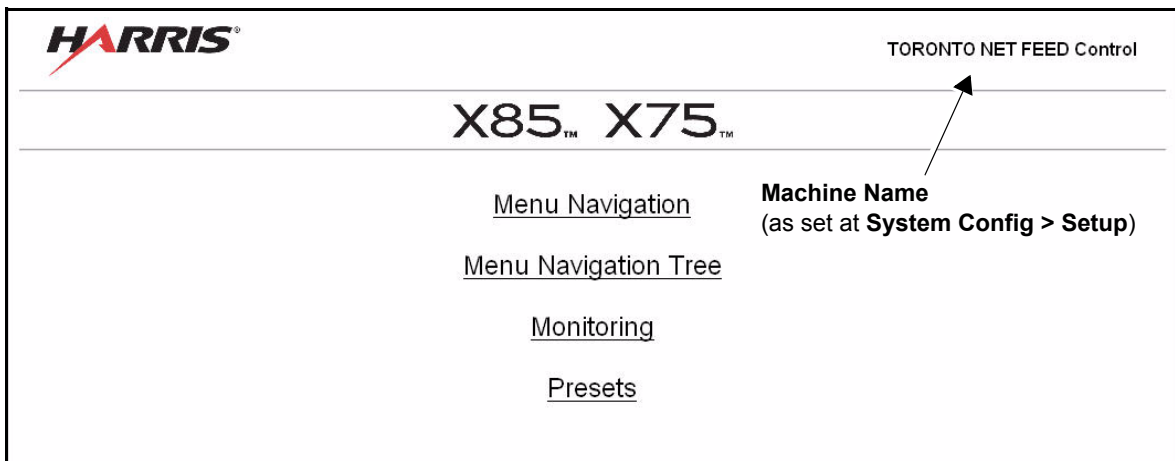 HARRIS®
TORONTO NET FEED Control
X85™ X75™
Menu Navigation
Machine Name
(as set at System Config > Setup)
Menu Navigation Tree
Monitoring
Presets